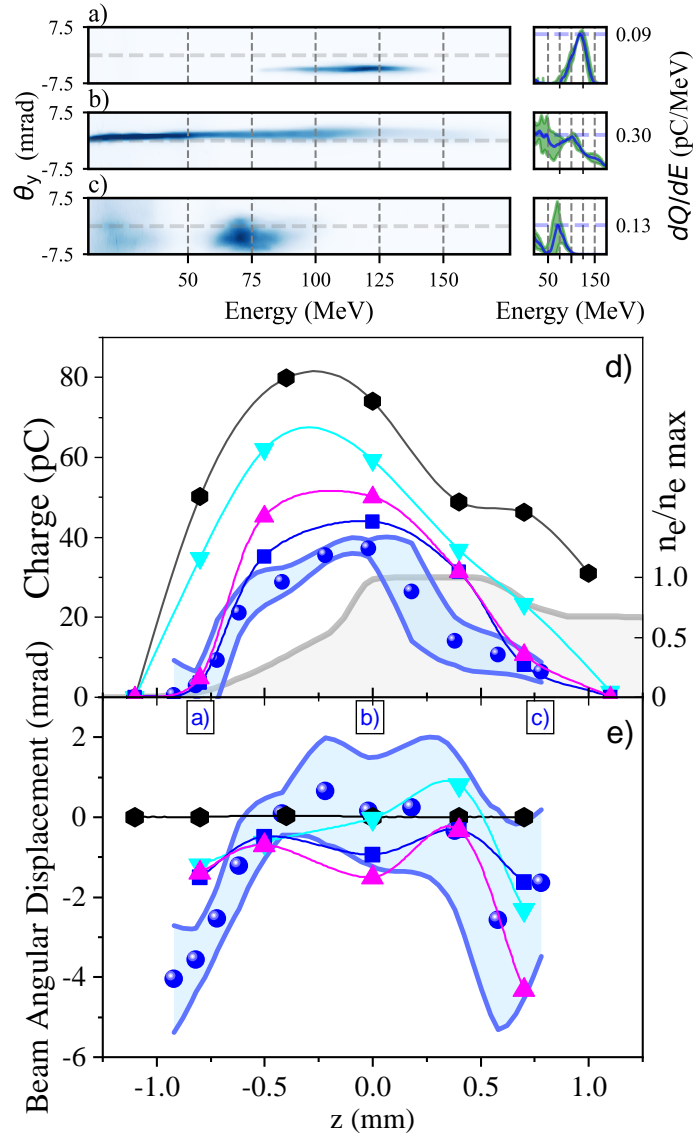 a)
7.5
-7.5
0.09
b)
7.5
-7.5
0.30
c)
7.5
-7.5
0.13
θy (mrad)
dQ/dE (pC/MeV)
50 75 100 125 150
50 150
Energy (MeV)
Energy (MeV)
d)
80
60
40
20
0
Charge (pC)
1.0
0.5
0
ne/ne max
a) b) c)
e)
2
0
-2
-4
-6
Beam Angular Displacement (mrad)
-1.0 -0.5 0.0 0.5 1.0
z (mm)